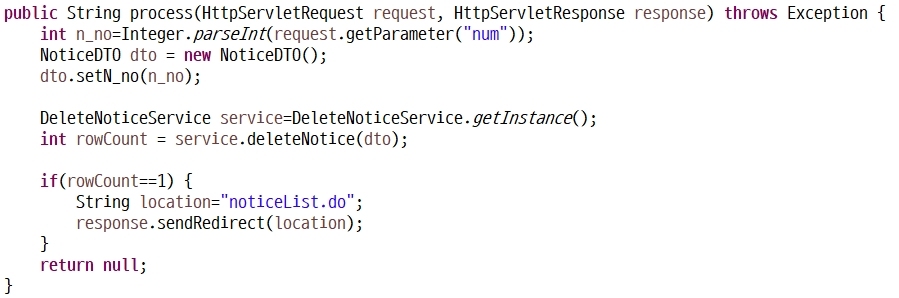 public String process(HttpServletRequest request, HttpServletResponse response) throws Exception {
    int n_no=Integer.parseInt(request.getParameter("num"));
    NoticeDTO dto = new NoticeDTO();
    dto.setN_no(n_no);

    DeleteNoticeService service=DeleteNoticeService.getInstance();
    int rowCount = service.deleteNotice(dto);

    if(rowCount==1) {
        String location="noticeList.do";
        response.sendRedirect(location);
    }
    return null;
}